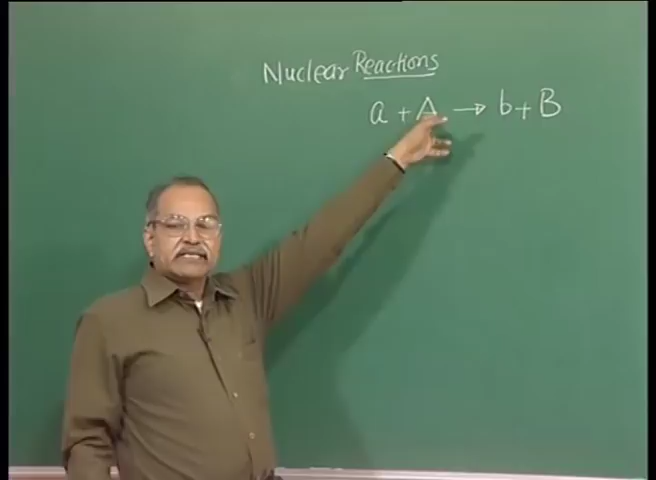 Nuclear Reactions
a + A → b + B